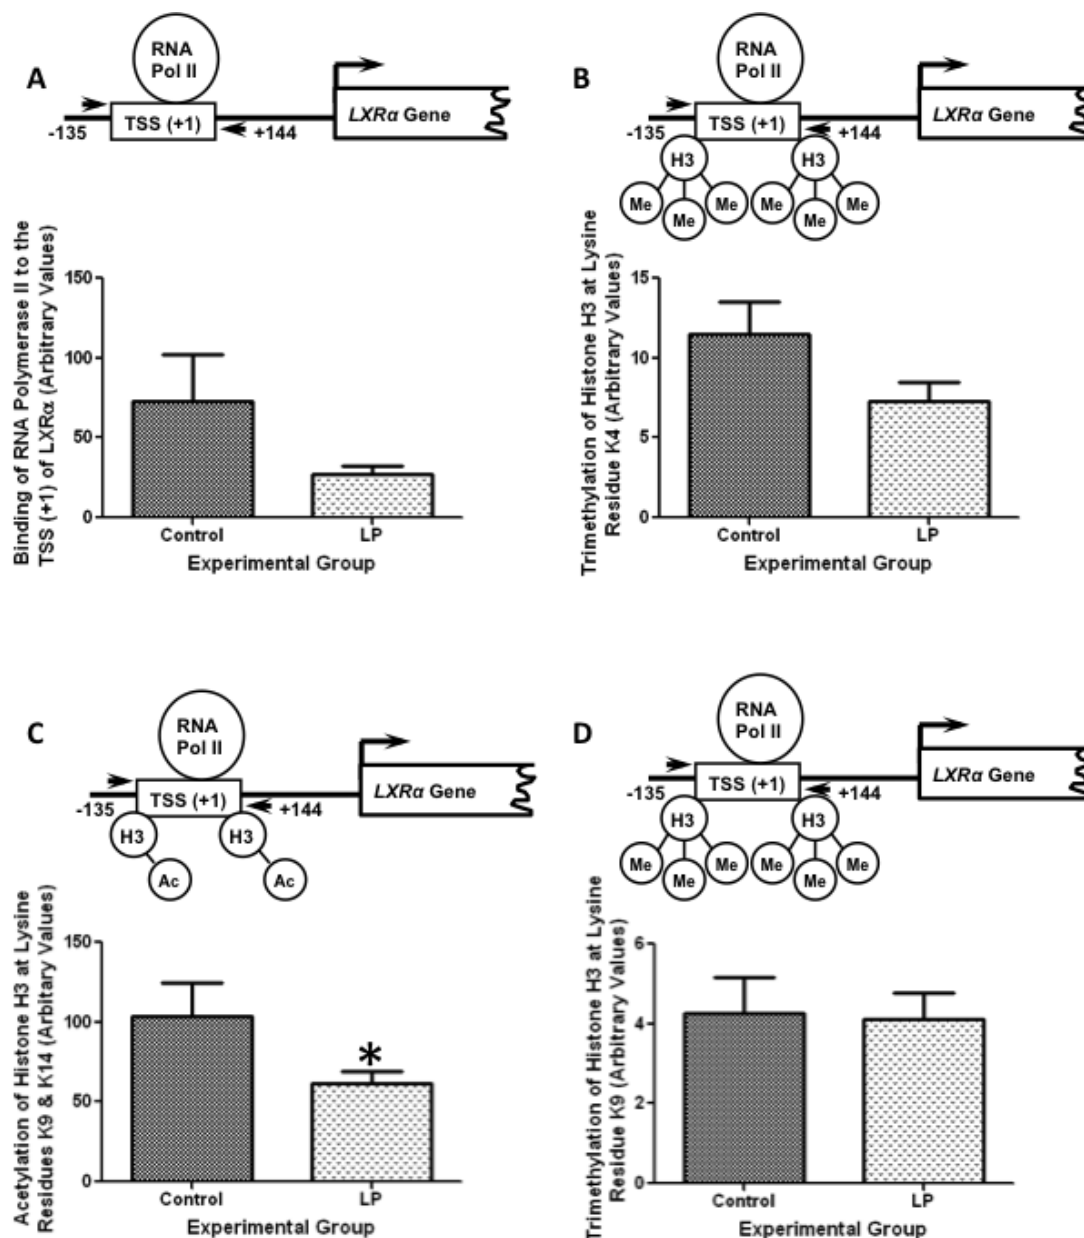 A
RNA
Pol II
TSS (+1)
LXRα Gene
-135
+144
Binding of RNA Polymerase II to the
TSS (+1) of LXRα (Arbitrary Values)
150
100
50
0
Control
LP
Experimental Group
B
RNA
Pol II
TSS (+1)
LXRα Gene
-135
+144
H3
H3
Me
Me
Me
Me
Me
Me
Trimethylation of Histone H3 at Lysine
Residue K4 (Arbitrary Values)
15
10
5
0
Control
LP
Experimental Group
C
RNA
Pol II
TSS (+1)
LXRα Gene
-135
+144
H3
H3
Ac
Ac
Acetylation of Histone H3 at Lysine
Residues K9 & K14 (Arbitary Values)
150
100
50
0
*
Control
LP
Experimental Group
D
RNA
Pol II
TSS (+1)
LXRα Gene
-135
+144
H3
H3
Me
Me
Me
Me
Me
Me
Trimethylation of Histone H3 at Lysine
Residue K9 (Arbitrary Values)
6
4
2
0
Control
LP
Experimental Group